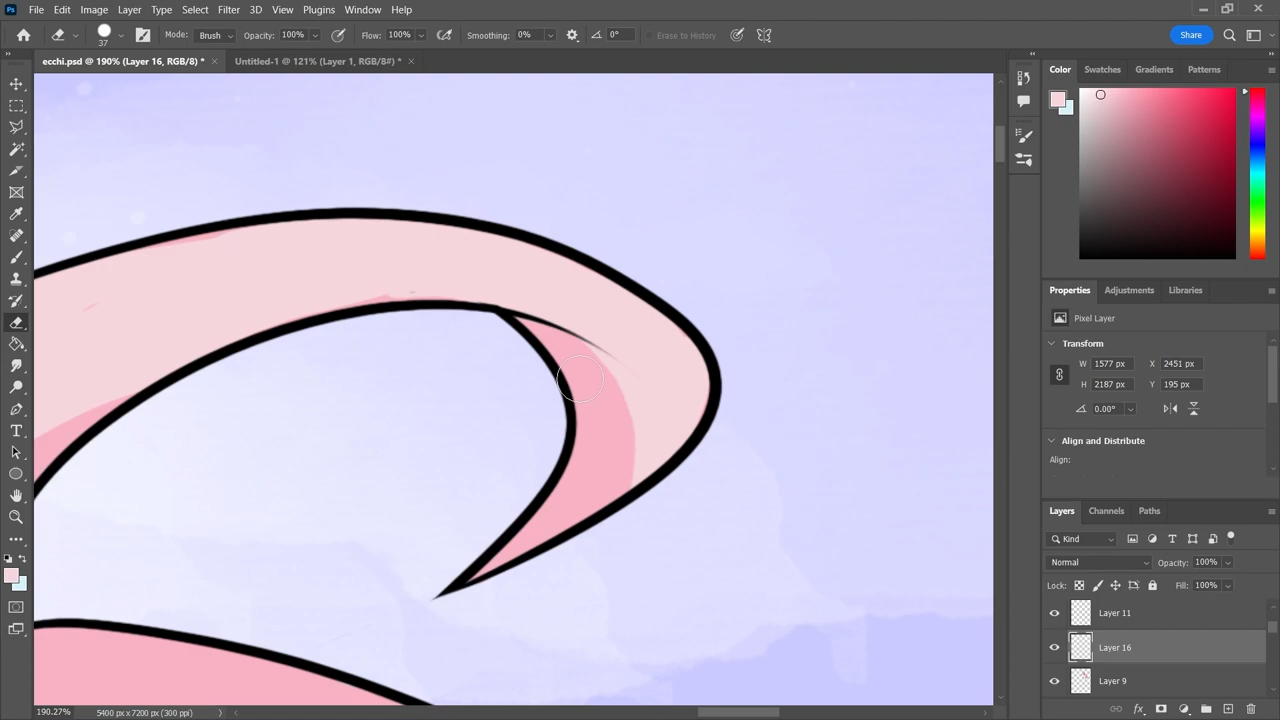 Ps File Edit Image Layer Type Select Filter 3D View Plugins Window Help
37 Mode: Brush Opacity: 100% Flow: 100% Smoothing: 0% 0° Erase to History Share
ecchi.psd @ 190% (Layer 16, RGB/8) * Untitled-1 @ 121% (Layer 1, RGB/8#) *
Color Swatches Gradients Patterns
Properties Adjustments Libraries
Pixel Layer
Transform
W 1577 px X 2451 px
H 2187 px Y 195 px
0.00°
Align and Distribute
Align:
Layers Channels Paths
Kind
Normal Opacity: 100%
Lock: Fill: 100%
Layer 11
Layer 16
Layer 9
190.27% 5400 px x 7200 px (300 ppi)